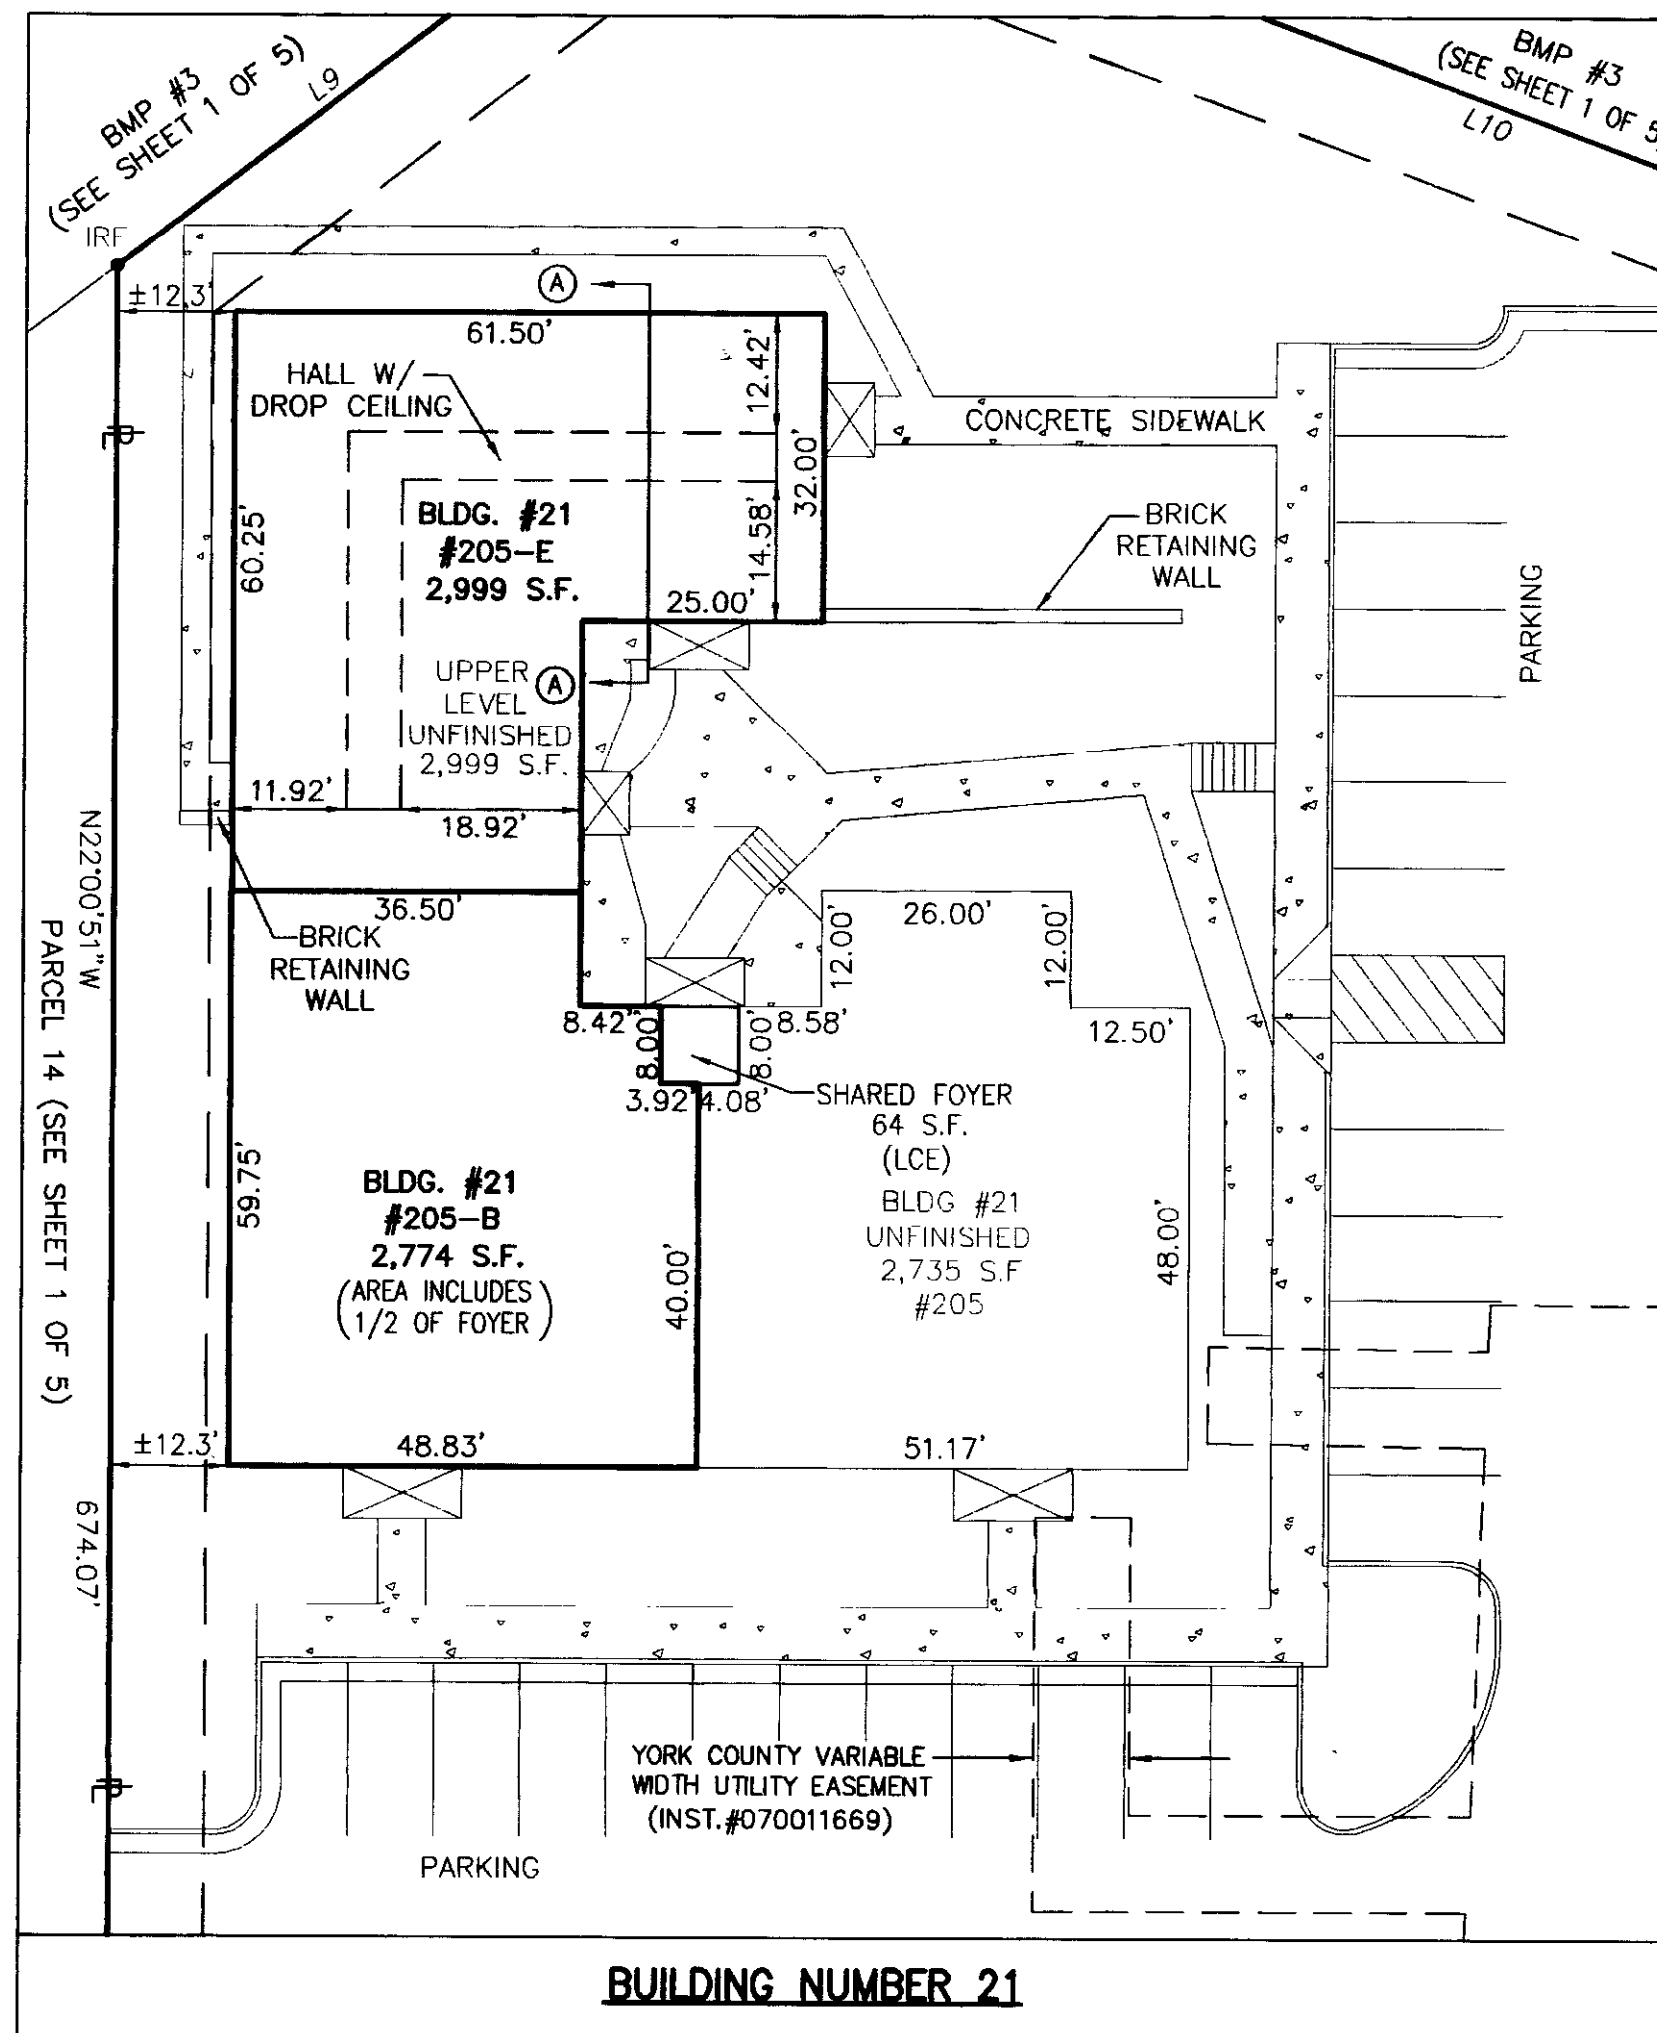 BMP #3
(SEE SHEET 1 OF 5)
L9
BMP #3
(SEE SHEET 1 OF 5
L10
IRF
±12.3'
A
61.50'
HALL W/
DROP CEILING
12.42'
32.00'
14.58'
CONCRETE SIDEWALK
BLDG. #21
#205-E
2,999 S.F.
60.25'
25.00'
BRICK
RETAINING
WALL
PARKING
UPPER
LEVEL
UNFINISHED
2,999 S.F.
A
11.92'
18.92'
N22°00'51"W
PARCEL 14 (SEE SHEET 1 OF 5)
36.50'
BRICK
RETAINING
WALL
26.00'
12.00'
12.00'
8.42"
8.00'
8.00'
8.58'
12.50'
3.92'
4.08'
SHARED FOYER
64 S.F.
(LCE)
BLDG. #21
#205-B
2,774 S.F.
(AREA INCLUDES
1/2 OF FOYER)
59.75'
40.00'
BLDG #21
UNFINISHED
2,735 S.F
#205
48.00'
±12.3'
48.83'
51.17'
674.07'
YORK COUNTY VARIABLE
WIDTH UTILITY EASEMENT
(INST.#070011669)
PARKING
BUILDING NUMBER 21